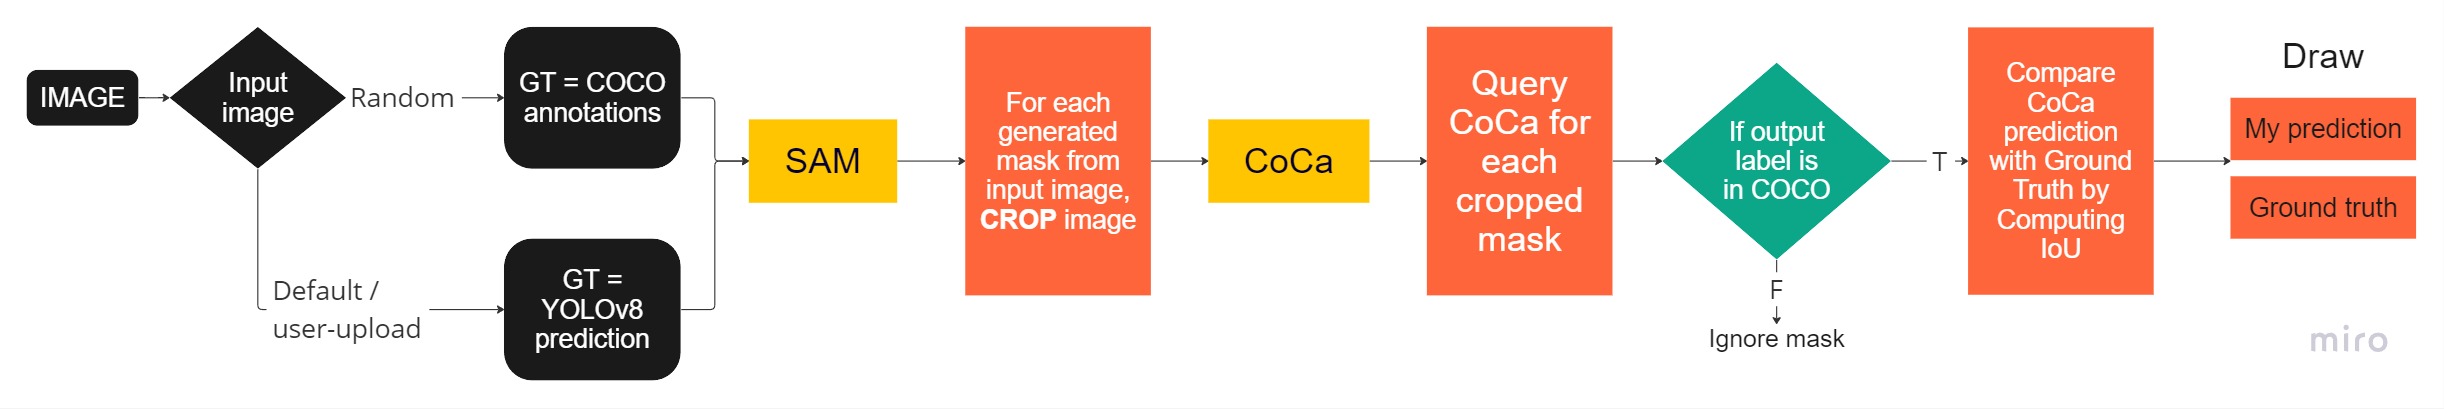 IMAGE
Input
image
Random
Default /
user-upload
GT = COCO
annotations
GT =
YOLOv8
prediction
SAM
For each
generated
mask from
input image,
CROP image
CoCa
Query
CoCa for
each
cropped
mask
If output
label is
in COCO
T
F
Ignore mask
Compare
CoCa
prediction
with Ground
Truth by
Computing
IoU
Draw
My prediction
Ground truth
miro